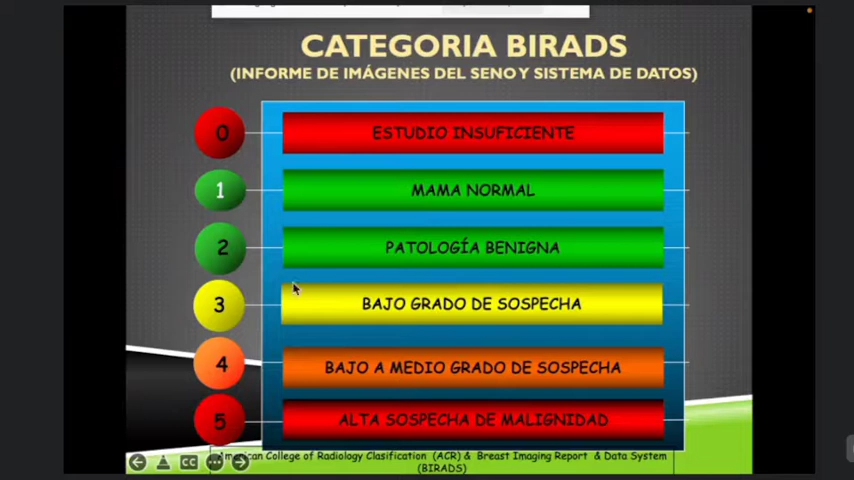 CATEGORIA BIRADS
(INFORME DE IMÁGENES DEL SENO Y SISTEMA DE DATOS)
0 ESTUDIO INSUFICIENTE
1 MAMA NORMAL
2 PATOLOGÍA BENIGNA
3 BAJO GRADO DE SOSPECHA
4 BAJO A MEDIO GRADO DE SOSPECHA
5 ALTA SOSPECHA DE MALIGNIDAD
American College of Radiology Clasification (ACR) & Breast Imaging Report & Data System
(BIRADS)
CC